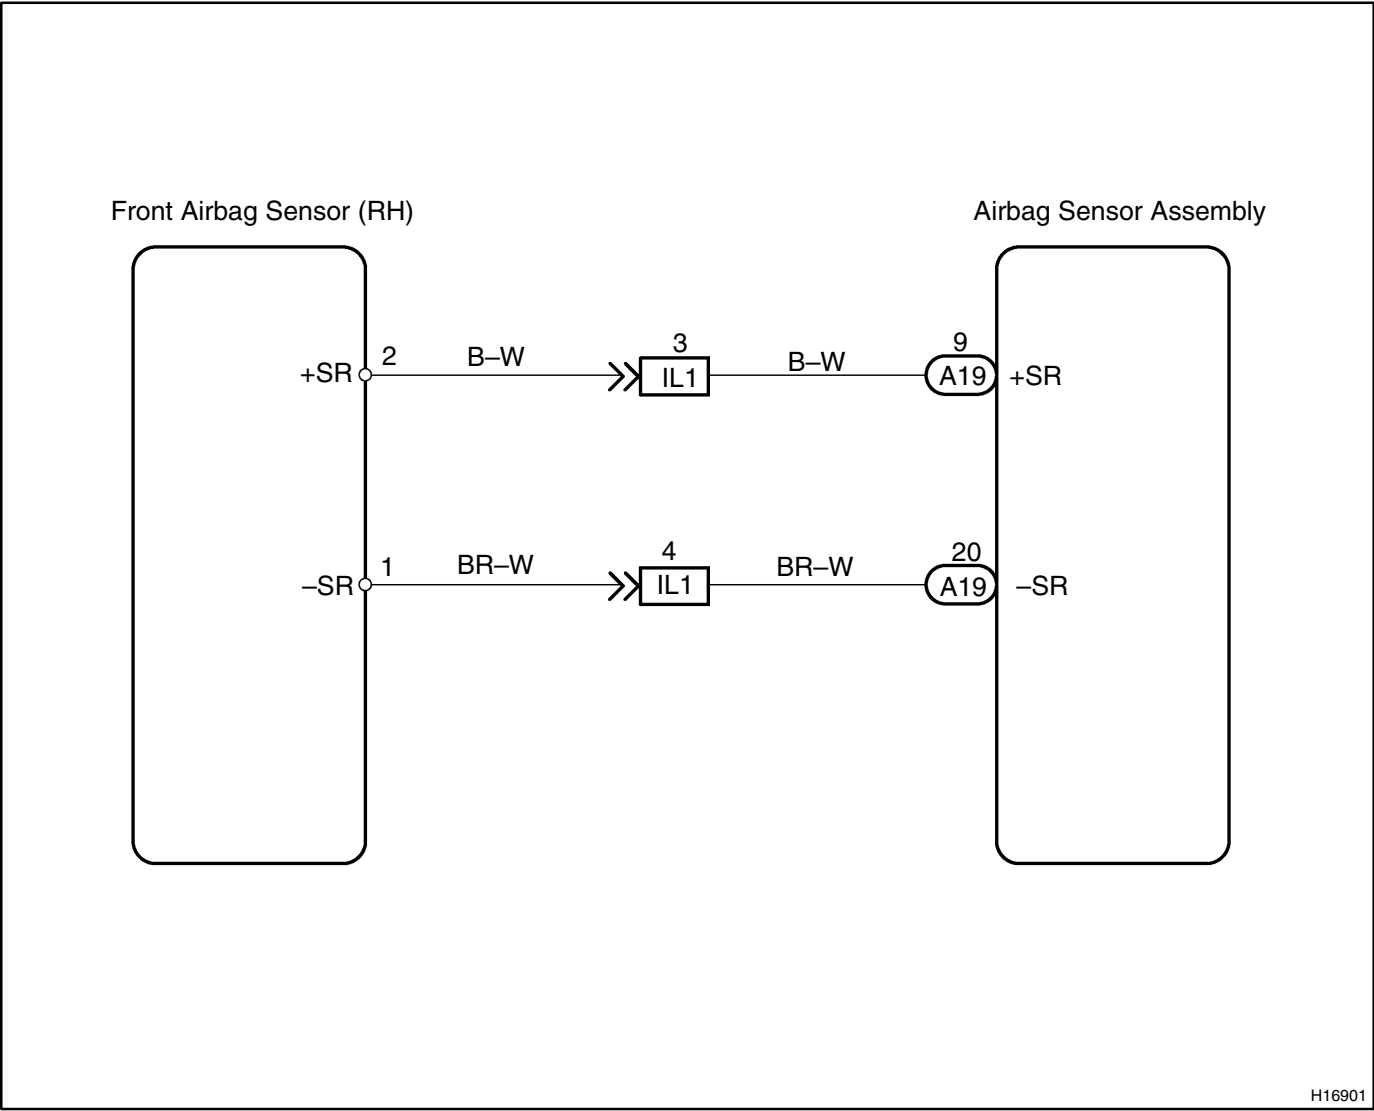 Front Airbag Sensor (RH)
Airbag Sensor Assembly
+SR 2 B–W 3 IL1 B–W 9 A19 +SR
–SR 1 BR–W 4 IL1 BR–W 20 A19 –SR
H16901